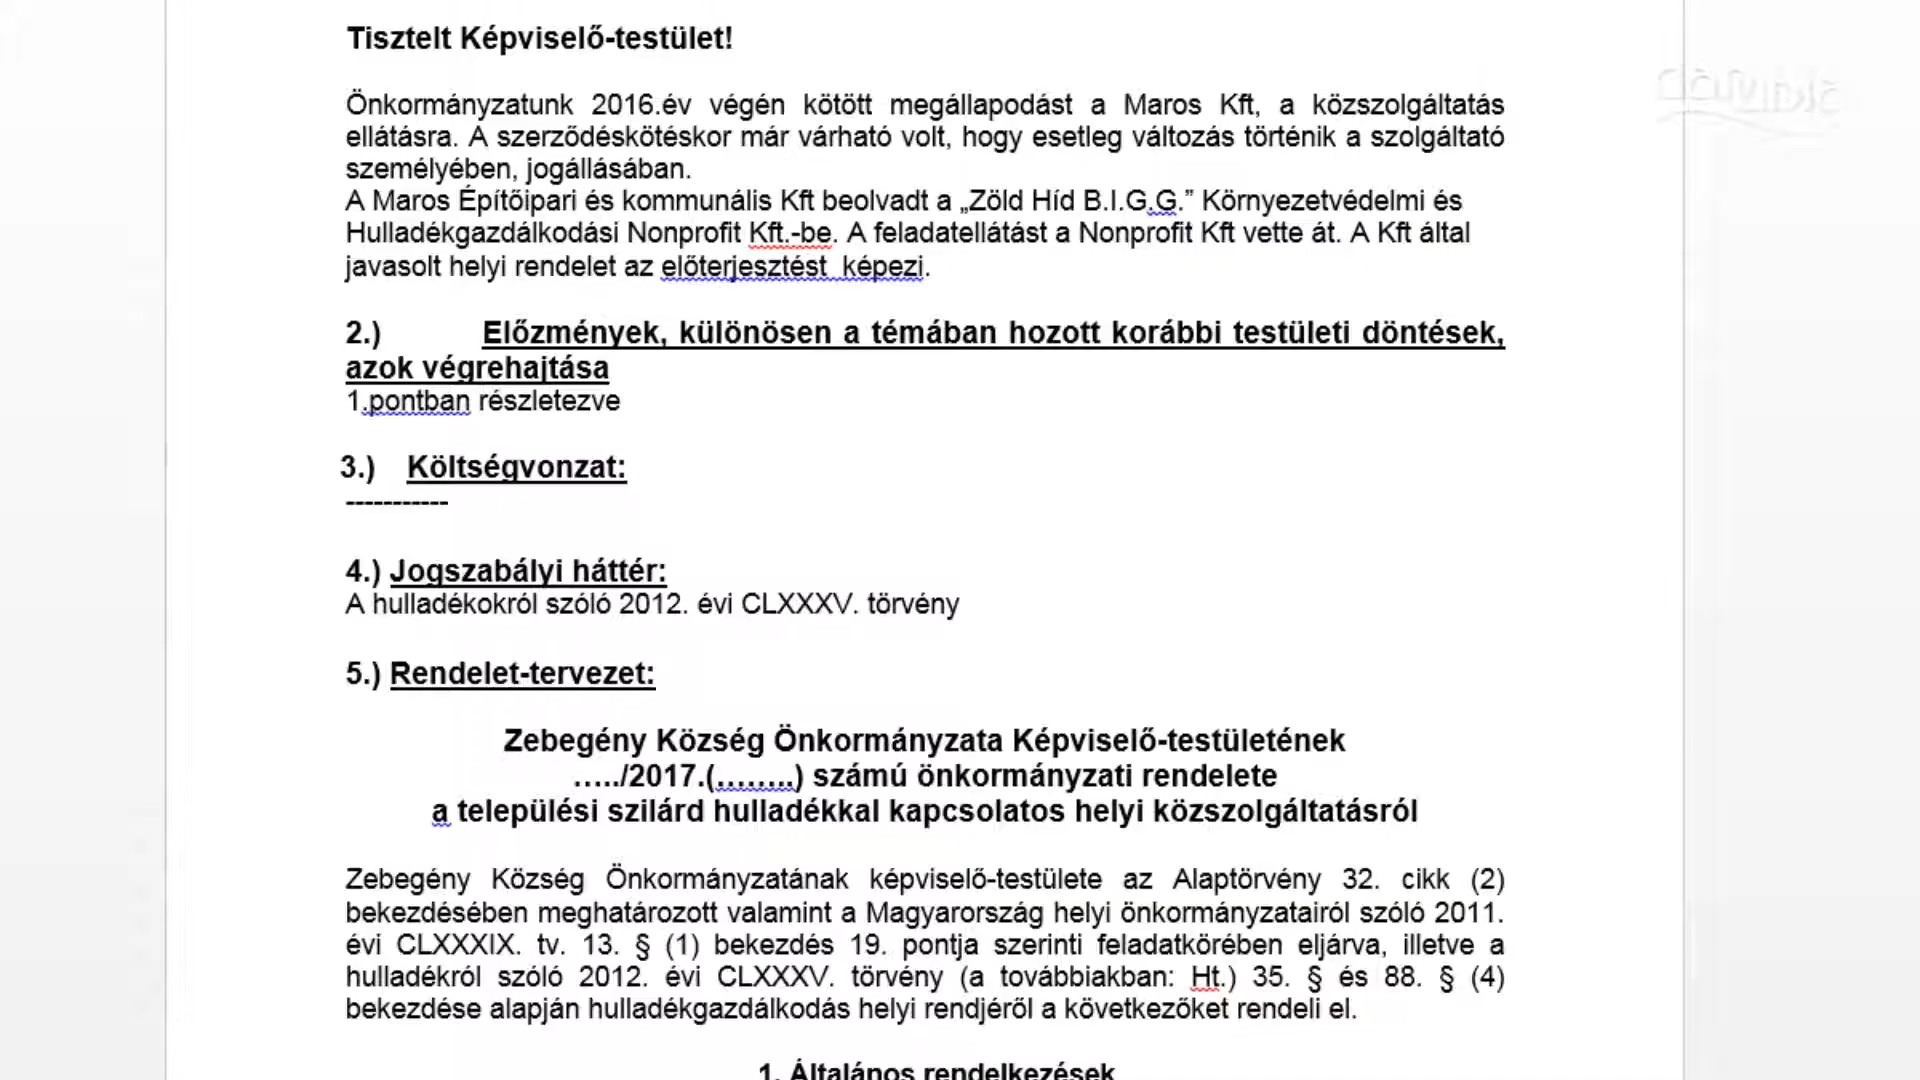 Tisztelt Képviselő-testület!
Önkormányzatunk 2016.év végén kötött megállapodást a Maros Kft, a közszolgáltatás
ellátásra. A szerződéskötéskor már várható volt, hogy esetleg változás történik a szolgáltató
személyében, jogállásában.
A Maros Építőipari és kommunális Kft beolvadt a „Zöld Híd B.I.G.G.” Környezetvédelmi és
Hulladékgazdálkodási Nonprofit Kft.-be. A feladatellátást a Nonprofit Kft vette át. A Kft által
javasolt helyi rendelet az előterjesztést képezi.
2.) Előzmények, különösen a témában hozott korábbi testületi döntések,
azok végrehajtása
1.pontban részletezve
3.) Költségvonzat:
-----------
4.) Jogszabályi háttér:
A hulladékokról szóló 2012. évi CLXXXV. törvény
5.) Rendelet-tervezet:
Zebegény Község Önkormányzata Képviselő-testületének
…../2017.(……..) számú önkormányzati rendelete
a települési szilárd hulladékkal kapcsolatos helyi közszolgáltatásról
Zebegény Község Önkormányzatának képviselő-testülete az Alaptörvény 32. cikk (2)
bekezdésében meghatározott valamint a Magyarország helyi önkormányzatairól szóló 2011.
évi CLXXXIX. tv. 13. § (1) bekezdés 19. pontja szerinti feladatkörében eljárva, illetve a
hulladékról szóló 2012. évi CLXXXV. törvény (a továbbiakban: Ht.) 35. § és 88. § (4)
bekezdése alapján hulladékgazdálkodás helyi rendjéről a következőket rendeli el.
1. Általános rendelkezések